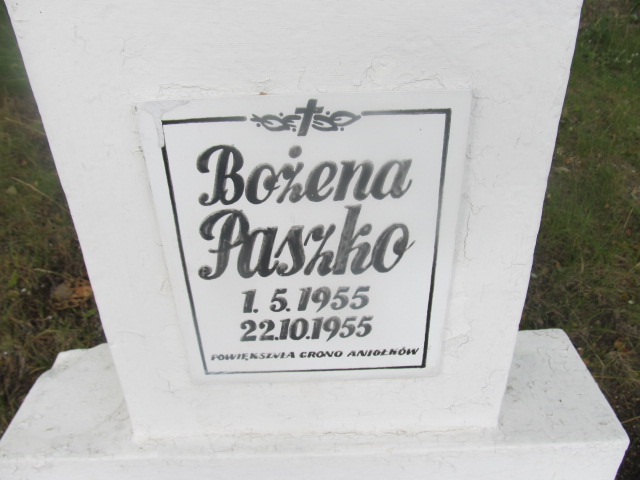 Bożena
Paszko
1. 5. 1955
22.10.1955
POWIĘKSZYŁA GRONO ANIOŁKÓW